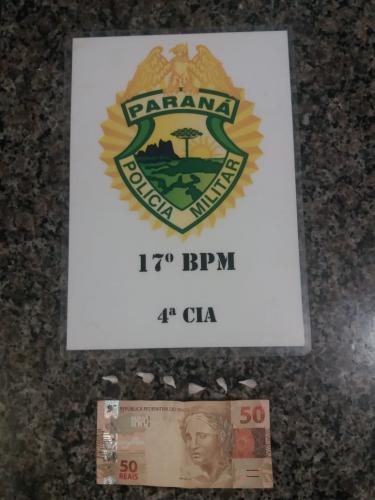 PARANÁ
POLÍCIA MILITAR
17º BPM
4ª CIA
REPÚBLICA FEDERATIVA DO BRASIL
50
50
REAIS